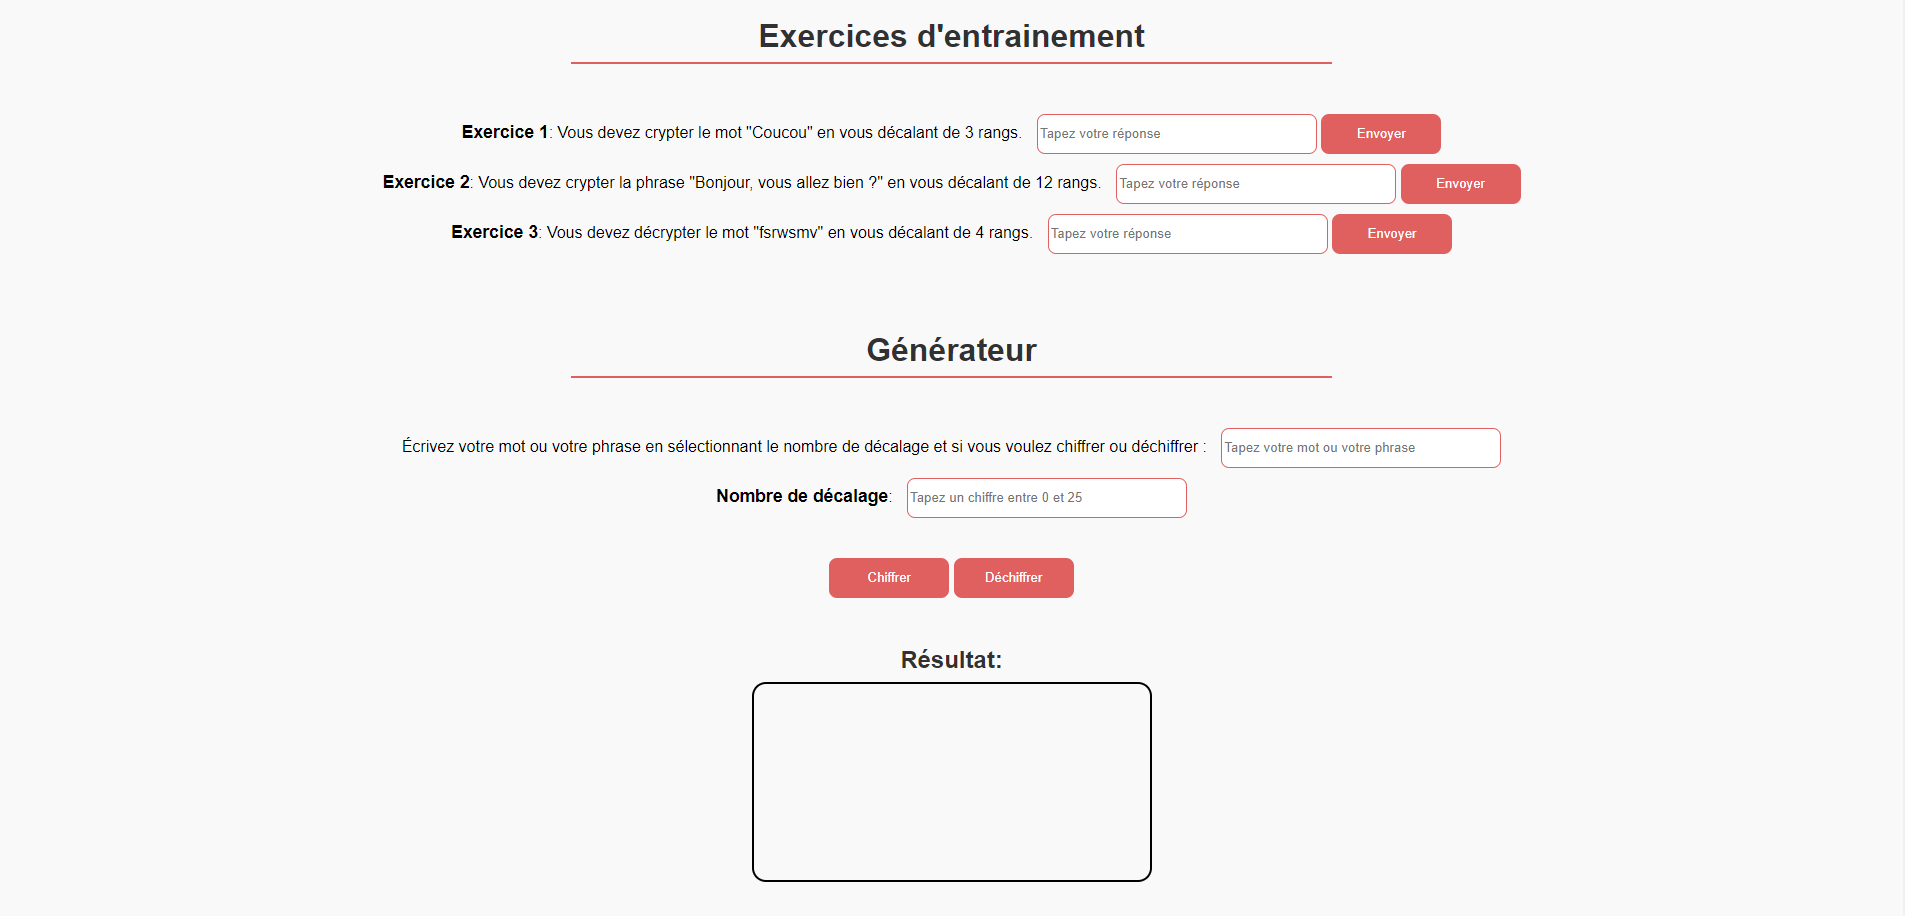 Exercices d'entrainement
Exercice 1: Vous devez crypter le mot "Coucou" en vous décalant de 3 rangs. Tapez votre réponse Envoyer
Exercice 2: Vous devez crypter la phrase "Bonjour, vous allez bien ?" en vous décalant de 12 rangs. Tapez votre réponse Envoyer
Exercice 3: Vous devez décrypter le mot "fsrwsmv" en vous décalant de 4 rangs. Tapez votre réponse Envoyer
Générateur
Écrivez votre mot ou votre phrase en sélectionnant le nombre de décalage et si vous voulez chiffrer ou déchiffrer : Tapez votre mot ou votre phrase
Nombre de décalage: Tapez un chiffre entre 0 et 25
Chiffrer Déchiffrer
Résultat: